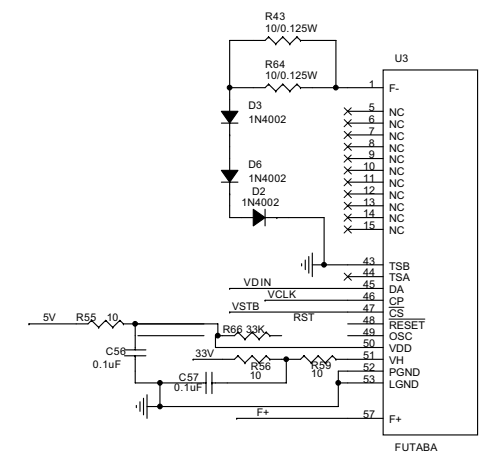 R43
10/0.125W
R64
10/0.125W
U3
1 F-
D3
1N4002
5 NC
6 NC
7 NC
8 NC
9 NC
10 NC
11 NC
12 NC
13 NC
14 NC
15 NC
D6
1N4002
D2
1N4002
43 TSB
44 TSA
VDIN 45 DA
VCLK 46 CP
VSTB 47 CS
RST 48 RESET
5V R55 10
R66 33K 49 OSC
50 VDD
C56
0.1uF
33V R56
10
R59
10
51 VH
52 PGND
53 LGND
C57
0.1uF
F+ 57 F+
FUTABA